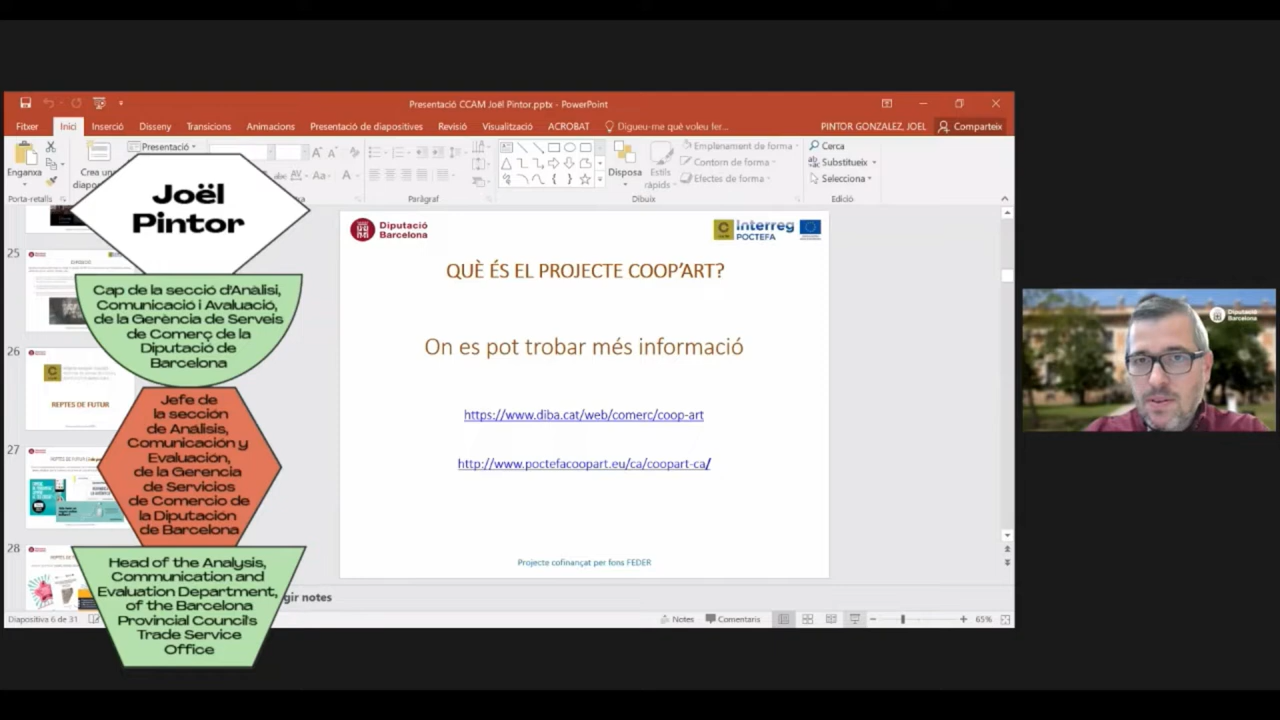 Presentació CCAM Joël Pintor.pptx - PowerPoint
Fitxer Inici Inserció Disseny Transicions Animacions Presentació de diapositives Revisió Visualització ACROBAT Digueu-me què voleu fer... PINTOR GONZALEZ, JOEL Comparteix
Enganxa
Presentació
Crea una
Disposa
Estils
ràpids
Emplenament de forma
Contorn de forma
Efectes de forma
Cerca
Substitueix
Selecciona
Porta-retalls
Paràgraf
Dibuix
Edició
Joël
Pintor
Cap de la secció d'Anàlisi,
Comunicació i Avaluació,
de la Gerència de Serveis
de Comerç de la
Diputació de
Barcelona
Jefe de
la sección
de Análisis,
Comunicación y
Evaluación,
de la Gerencia
de Servicios
de Comercio de
la Diputación
de Barcelona
Head of the Analysis,
Communication and
Evaluation Department,
of the Barcelona
Provincial Council's
Trade Service
Office
25
26
REPTES DE FUTUR
27
28
Diputació
Barcelona
Interreg
POCTEFA
QUÈ ÉS EL PROJECTE COOP'ART?
On es pot trobar més informació
https://www.diba.cat/web/comerc/coop-art
http://www.poctefacoopart.eu/ca/coopart-ca/
Projecte cofinançat per fons FEDER
gir notes
Diapositiva 6 de 31
Notes Comentaris 65%
Diputació
Barcelona